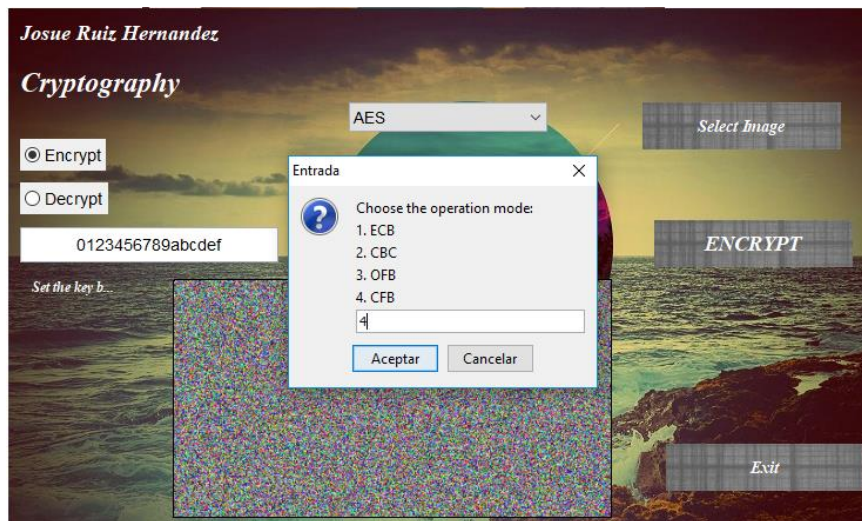 Josue Ruiz Hernandez
Cryptography
AES
Select Image
Encrypt
Decrypt
0123456789abcdef
Set the key b...
Entrada
Choose the operation mode:
1. ECB
2. CBC
3. OFB
4. CFB
4
Aceptar
Cancelar
ENCRYPT
Exit